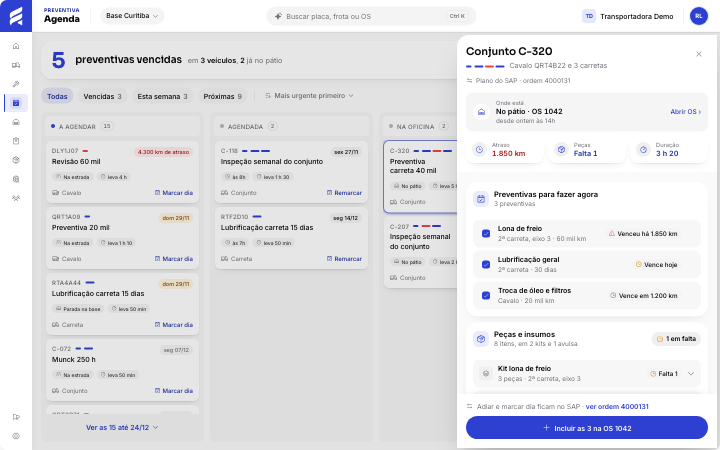 PREVENTIVA
Agenda
Base Curitiba
Buscar placa, frota ou OS
Ctrl K
TD
Transportadora Demo
RL
5 preventivas vencidas em 3 veículos, 2 já no pátio
Todas
Vencidas 3
Esta semana 3
Próximas 9
Mais urgente primeiro
A AGENDAR 15
DLY1J07
4.300 km de atraso
Revisão 60 mil
Na estrada
leva 4 h
Cavalo
Marcar dia
QRT1A09
dom 29/11
Preventiva 20 mil
Na estrada
leva 1 h 10
Cavalo
Marcar dia
RTA4A44
dom 29/11
Lubrificação carreta 15 dias
Parada na base
leva 50 min
Carreta
Marcar dia
C-072
seg 07/12
Munck 250 h
Na estrada
leva 50 min
Conjunto
Marcar dia
Ver as 15 até 24/12
AGENDADA 2
C-118
sex 27/11
Inspeção semanal do conjunto
às 8h
leva 1 h 30
Conjunto
Remarcar
RTF2D10
seg 14/12
Lubrificação carreta 15 dias
às 7h
leva 50 min
Carreta
Remarcar
NA OFICINA 2
C-320
Preventiva
carreta 40 mil
No pátio
Conjunto
C-207
Inspeção semanal
do conjunto
No pátio
Conjunto
Conjunto C-320
Cavalo QRT4B22 e 3 carretas
Plano do SAP · ordem 4000131
Onde está
No pátio · OS 1042
desde ontem às 14h
Abrir OS
Atraso
1.850 km
Peças
Falta 1
Duração
3 h 20
Preventivas para fazer agora
3 preventivas
Lona de freio
2ª carreta, eixo 3 · 60 mil km
Venceu há 1.850 km
Lubrificação geral
2ª carreta · 30 dias
Vence hoje
Troca de óleo e filtros
Cavalo · 20 mil km
Vence em 1.200 km
Peças e insumos
8 itens, em 2 kits e 1 avulsa
1 em falta
Kit lona de freio
3 peças · 2ª carreta, eixo 3
Falta 1
Adiar e marcar dia ficam no SAP · ver ordem 4000131
Incluir as 3 na OS 1042